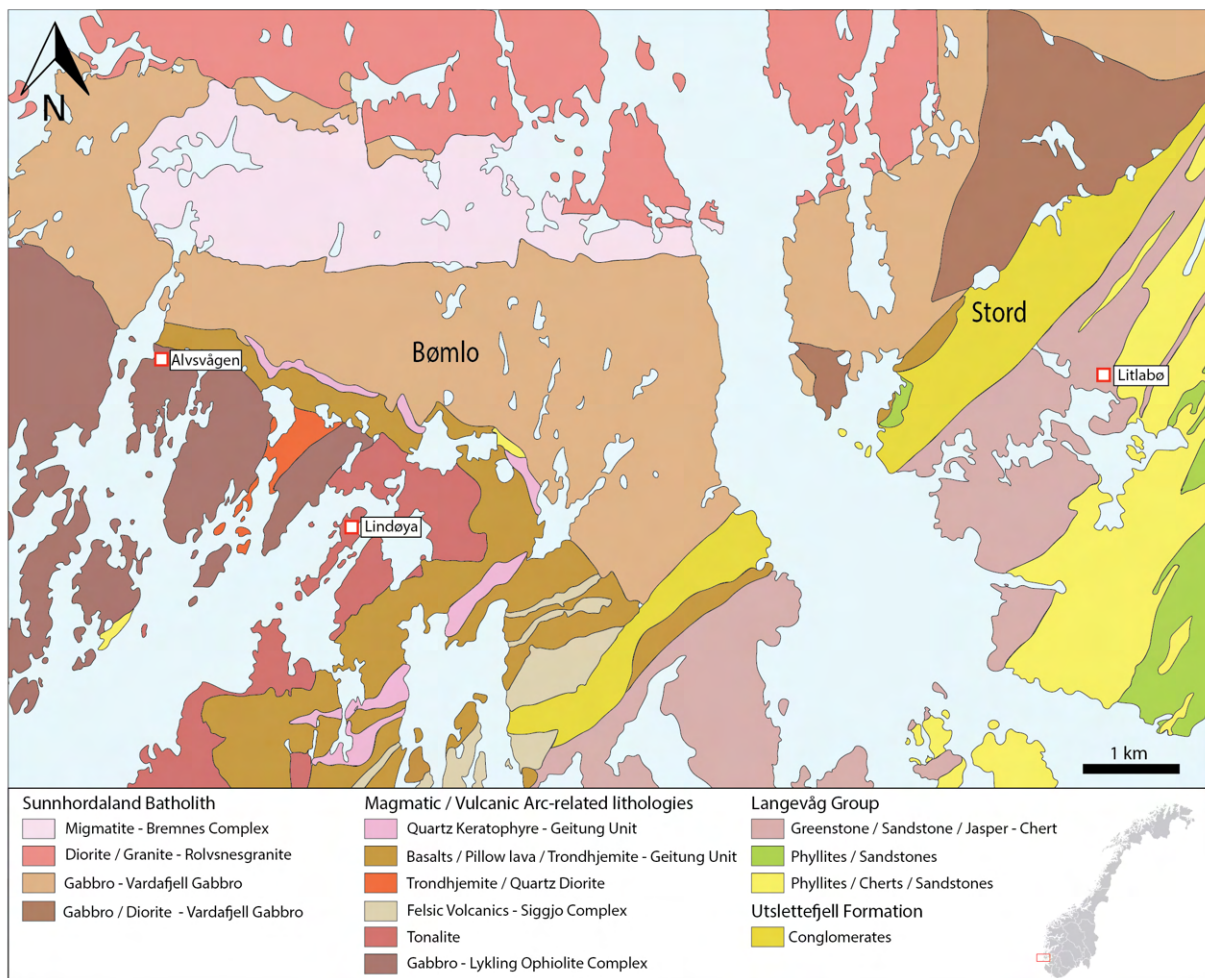 N
Stord
Bømlo
Alvsvågen
Litlabø
Lindøya
1 km
Sunnhordaland Batholith
Migmatite - Bremnes Complex
Diorite / Granite - Rolvsnesgranite
Gabbro - Vardafjell Gabbro
Gabbro / Diorite - Vardafjell Gabbro
Magmatic / Vulcanic Arc-related lithologies
Quartz Keratophyre - Geitung Unit
Basalts / Pillow lava / Trondhjemite - Geitung Unit
Trondhjemite / Quartz Diorite
Felsic Volcanics - Siggjo Complex
Tonalite
Gabbro - Lykling Ophiolite Complex
Langevåg Group
Greenstone / Sandstone / Jasper - Chert
Phyllites / Sandstones
Phyllites / Cherts / Sandstones
Utslettefjell Formation
Conglomerates